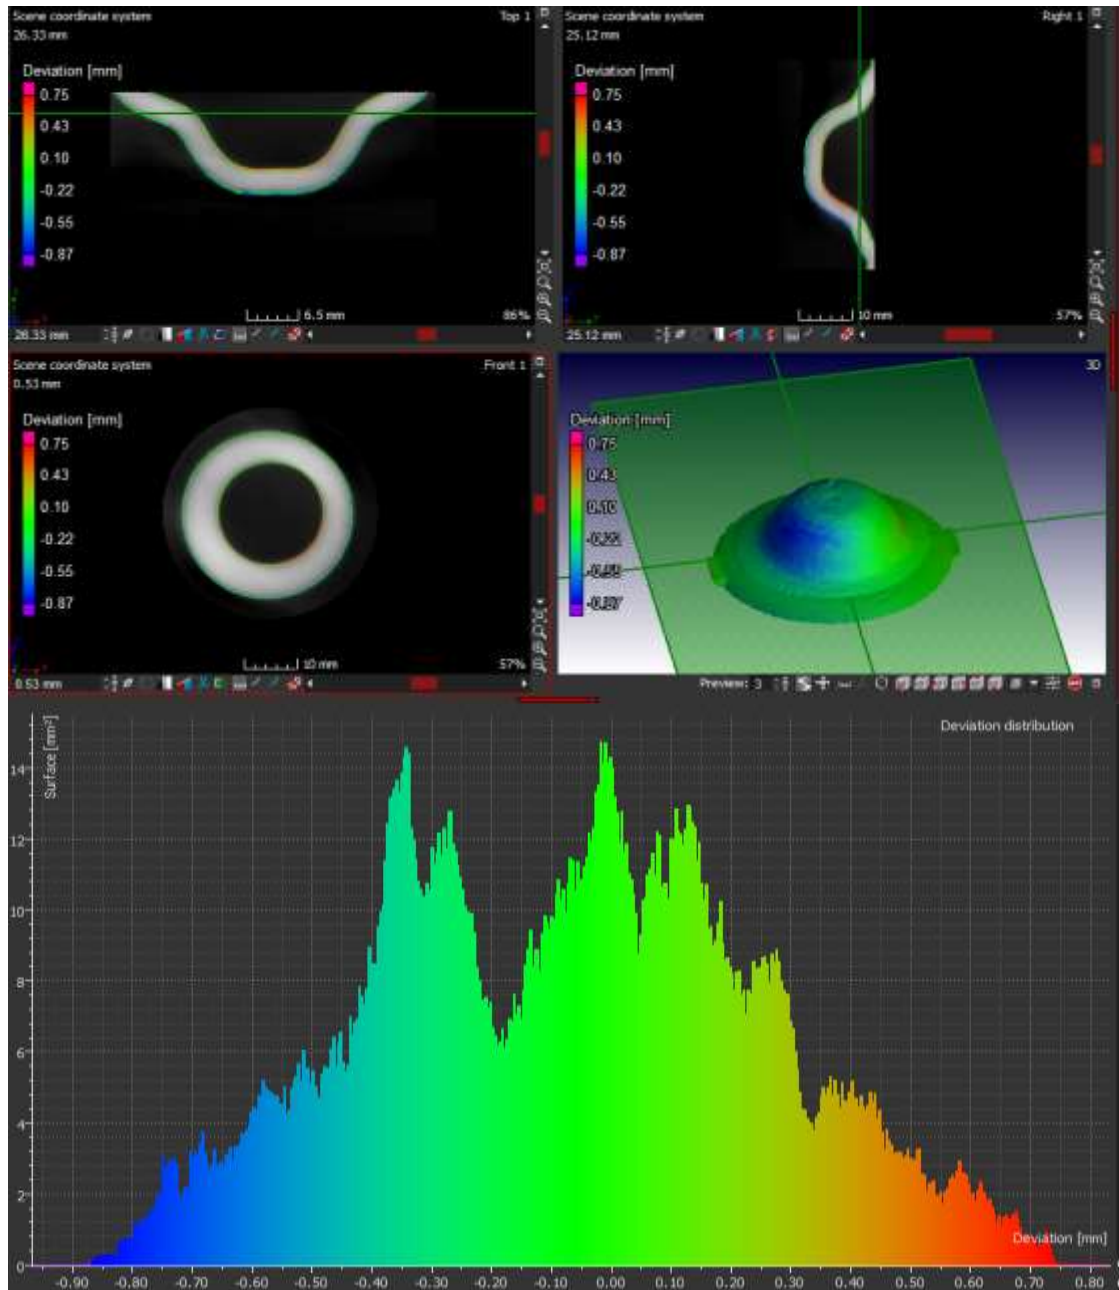 Scene coordinate system
Top 1
26.33 mm
Deviation [mm]
0.75
0.43
0.10
-0.22
-0.55
-0.87
6.5 mm
86%
26.33 mm
Scene coordinate system
Right 1
25.12 mm
Deviation [mm]
0.75
0.43
0.10
-0.22
-0.55
-0.87
10 mm
57%
25.12 mm
Scene coordinate system
Front 1
0.53 mm
Deviation [mm]
0.75
0.43
0.10
-0.22
-0.55
-0.87
10 mm
57%
0.53 mm
3D
Deviation [mm]
0.75
0.43
0.10
-0.22
-0.55
-0.87
Preview: 3
Deviation distribution
Surface [mm²]
14
12
10
8
6
4
2
0
Deviation [mm]
-0.90 -0.80 -0.70 -0.60 -0.50 -0.40 -0.30 -0.20 -0.10 0.00 0.10 0.20 0.30 0.40 0.50 0.60 0.70 0.80